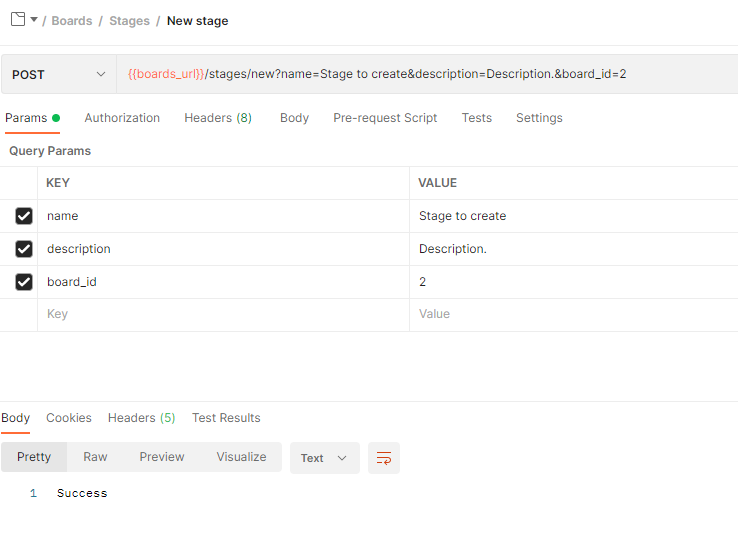 / Boards / Stages / New stage
POST {{boards_url}}/stages/new?name=Stage to create&description=Description.&board_id=2
Params Authorization Headers (8) Body Pre-request Script Tests Settings
Query Params
KEY VALUE
name Stage to create
description Description.
board_id 2
Key Value
Body Cookies Headers (5) Test Results
Pretty Raw Preview Visualize Text
1 Success